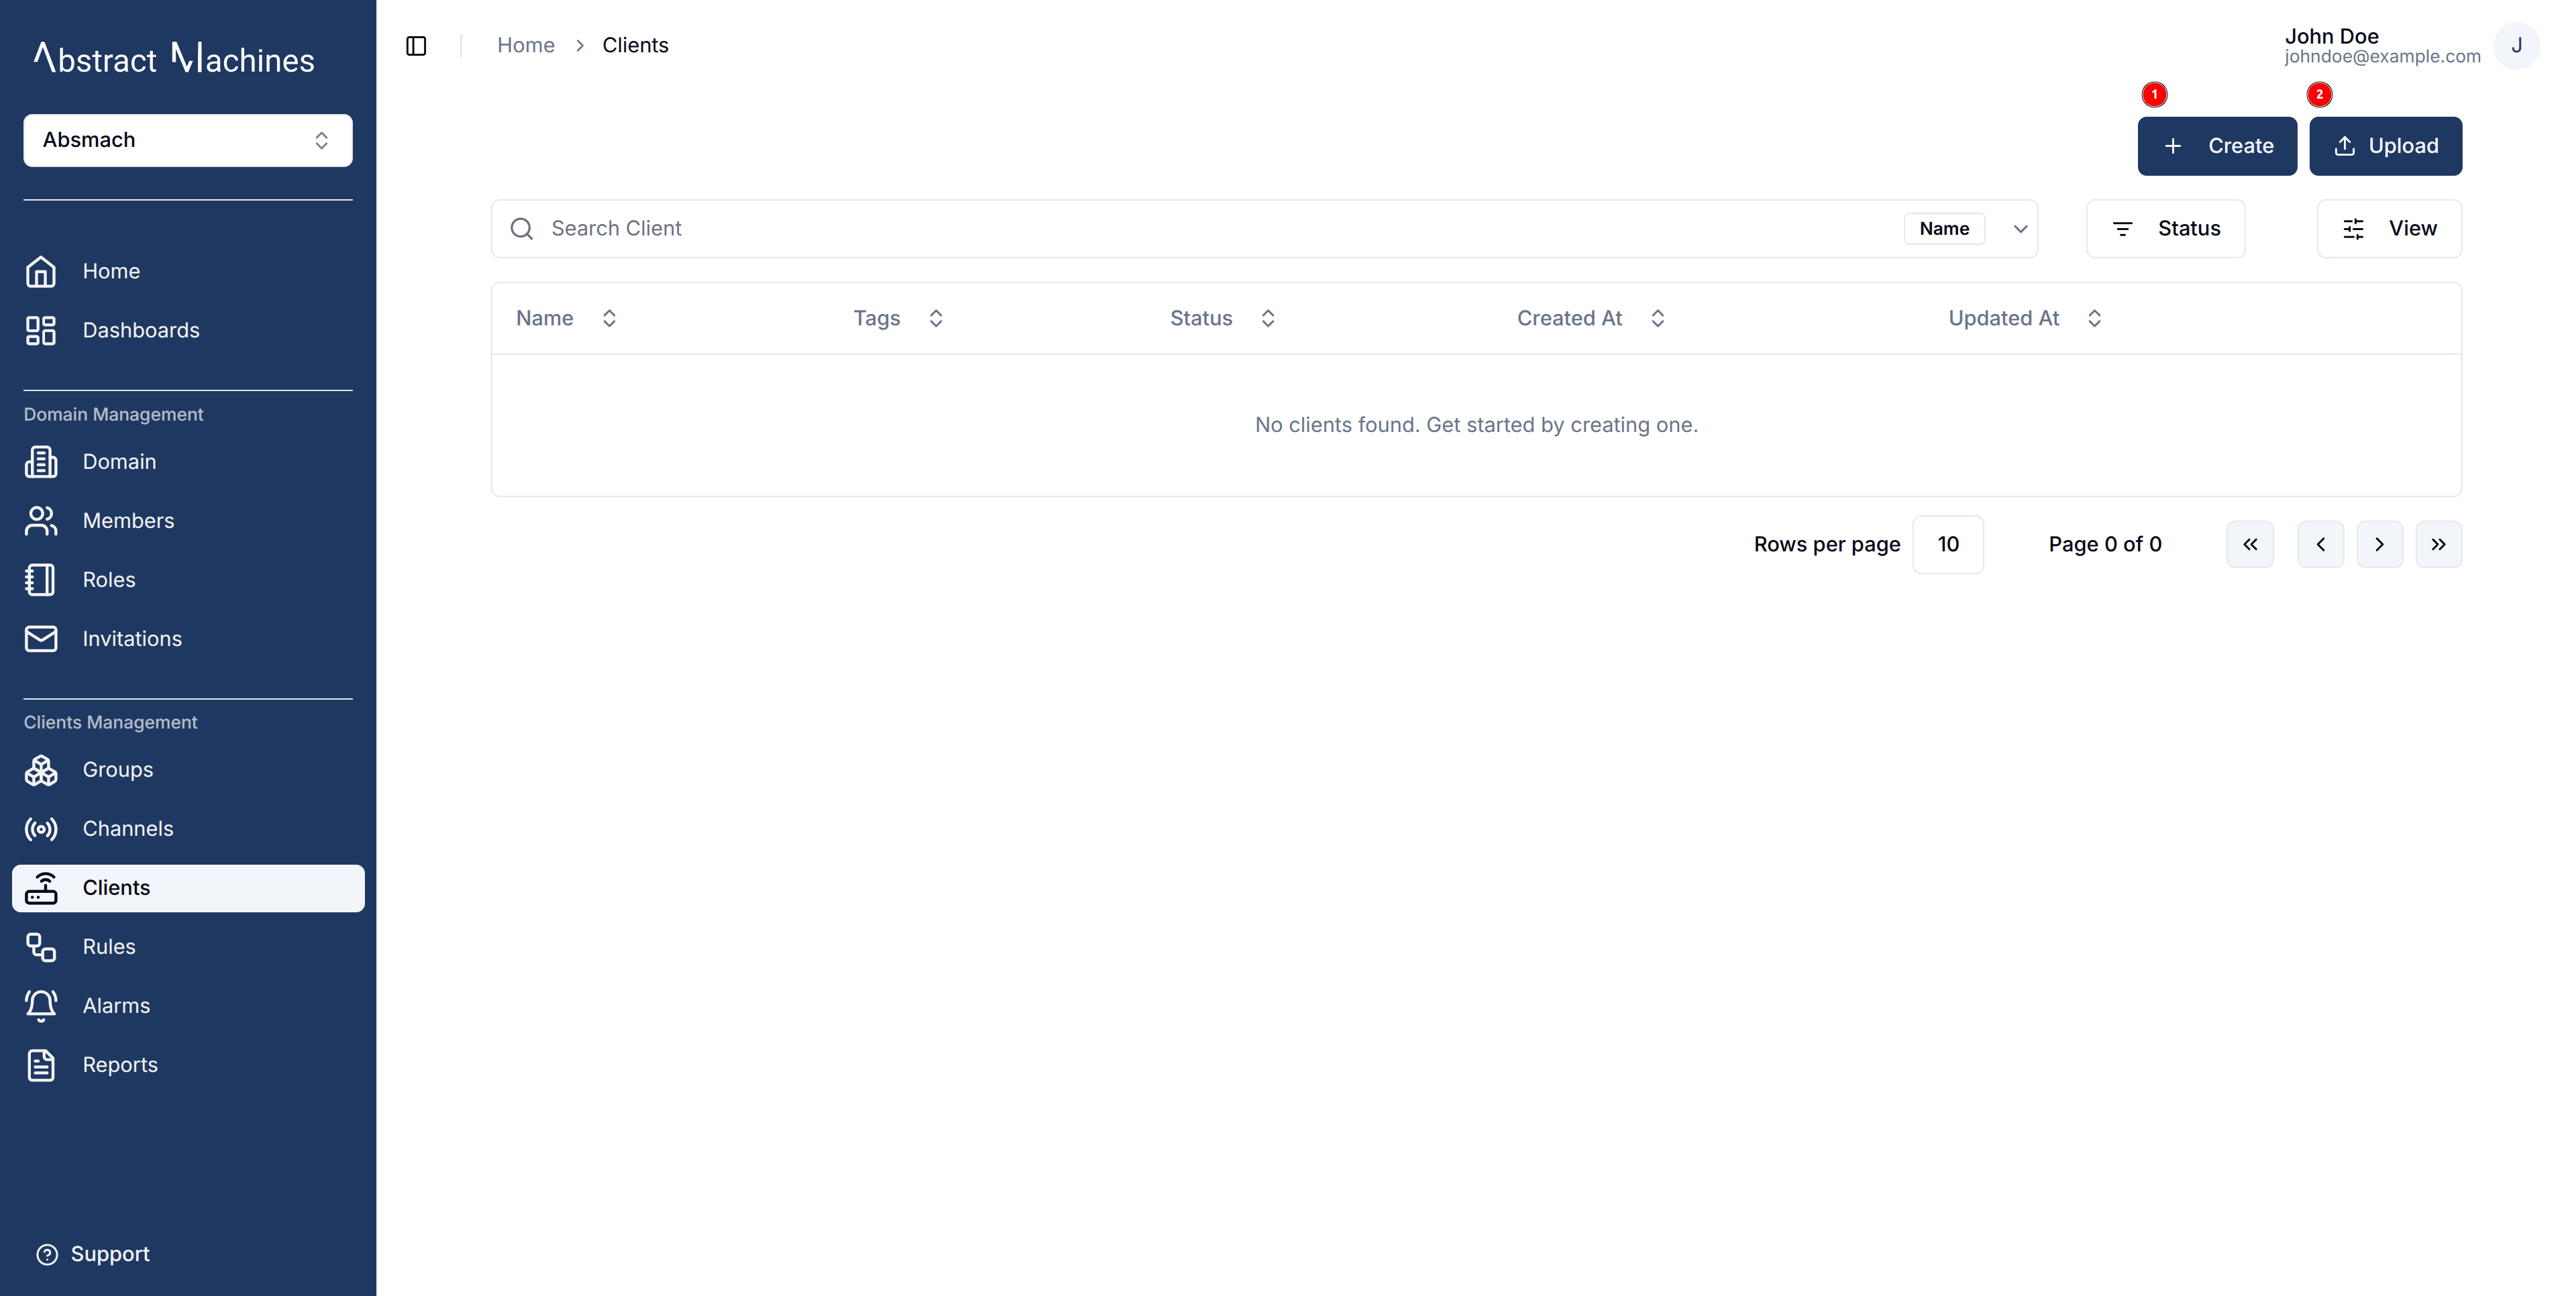 Abstract Machines
Absmach
Home
Dashboards
Domain Management
Domain
Members
Roles
Invitations
Clients Management
Groups
Channels
Clients
Rules
Alarms
Reports
Support
Home > Clients
John Doe
johndoe@example.com
J
1 2
Create Upload
Search Client Name Status View
Name Tags Status Created At Updated At
No clients found. Get started by creating one.
Rows per page 10 Page 0 of 0